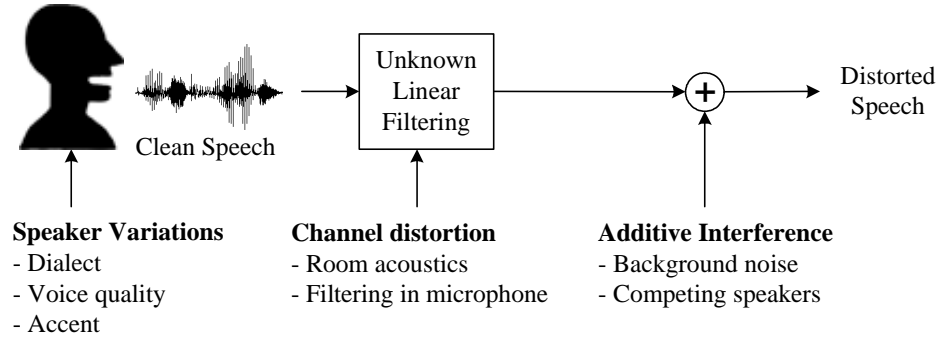 Unknown
Linear
Filtering
+
Distorted
Speech
Clean Speech
Speaker Variations
- Dialect
- Voice quality
- Accent
Channel distortion
- Room acoustics
- Filtering in microphone
Additive Interference
- Background noise
- Competing speakers